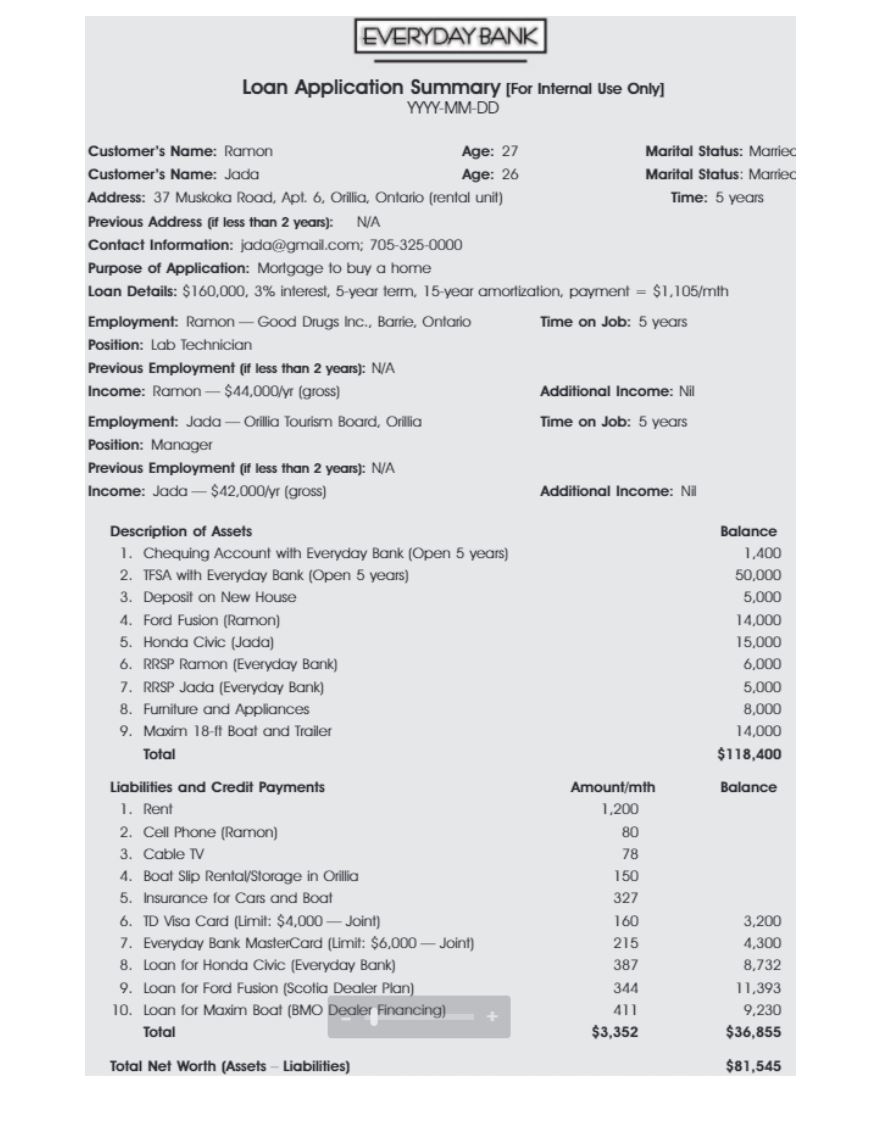 EVERYDAY BANK
Loan Application Summary [For Internal Use Only]
YYYY-MM-DD
Customer's Name: Ramon Age: 27 Marital Status: Married
Customer's Name: Jada Age: 26 Marital Status: Married
Address: 37 Muskoka Road, Apt. 6, Orillia, Ontario (rental unit) Time: 5 years
Previous Address (if less than 2 years): N/A
Contact Information: jada@gmail.com; 705-325-0000
Purpose of Application: Mortgage to buy a home
Loan Details: $160,000, 3% interest, 5-year term, 15-year amortization, payment = $1,105/mth
Employment: Ramon — Good Drugs Inc., Barrie, Ontario Time on Job: 5 years
Position: Lab Technician
Previous Employment (if less than 2 years): N/A
Income: Ramon — $44,000/yr (gross) Additional Income: Nil
Employment: Jada — Orillia Tourism Board, Orillia Time on Job: 5 years
Position: Manager
Previous Employment (if less than 2 years): N/A
Income: Jada — $42,000/yr (gross) Additional Income: Nil
Description of Assets Balance
1. Chequing Account with Everyday Bank (Open 5 years) 1,400
2. TFSA with Everyday Bank (Open 5 years) 50,000
3. Deposit on New House 5,000
4. Ford Fusion (Ramon) 14,000
5. Honda Civic (Jada) 15,000
6. RRSP Ramon (Everyday Bank) 6,000
7. RRSP Jada (Everyday Bank) 5,000
8. Furniture and Appliances 8,000
9. Maxim 18-ft Boat and Trailer 14,000
Total $118,400
Liabilities and Credit Payments Amount/mth Balance
1. Rent 1,200
2. Cell Phone (Ramon) 80
3. Cable TV 78
4. Boat Slip Rental/Storage in Orillia 150
5. Insurance for Cars and Boat 327
6. TD Visa Card (Limit: $4,000 — Joint) 160 3,200
7. Everyday Bank MasterCard (Limit: $6,000 — Joint) 215 4,300
8. Loan for Honda Civic (Everyday Bank) 387 8,732
9. Loan for Ford Fusion (Scotia Dealer Plan) 344 11,393
10. Loan for Maxim Boat (BMO Dealer Financing) 411 9,230
Total $3,352 $36,855
Total Net Worth (Assets – Liabilities) $81,545